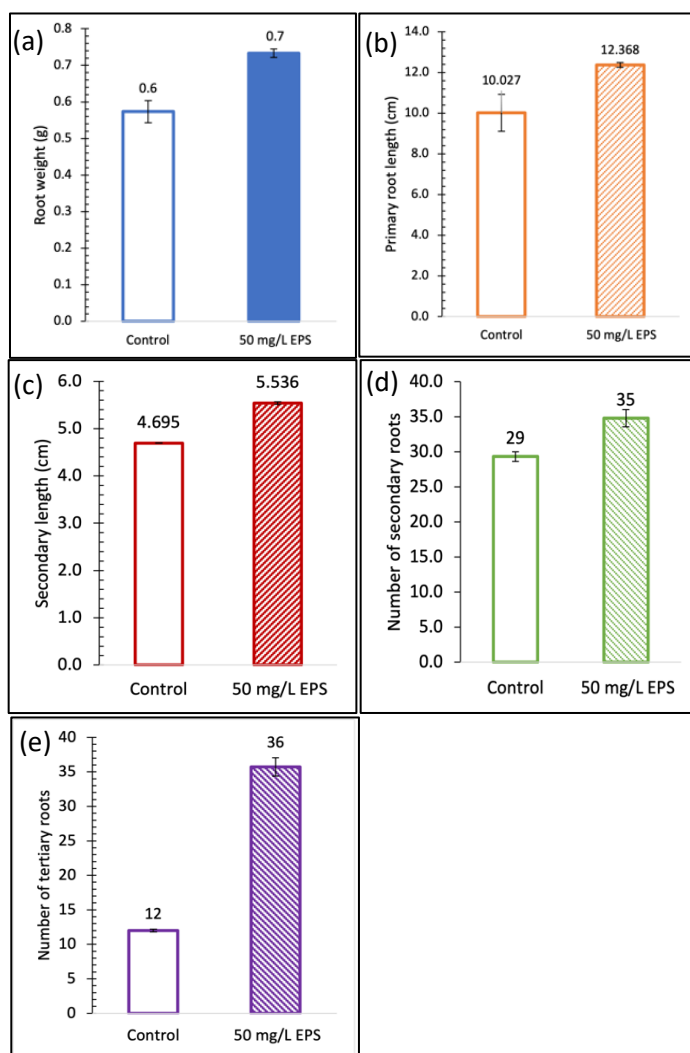 (a)
Root weight (g)
0.8
0.7
0.6
0.5
0.4
0.3
0.2
0.1
0.0
0.6
0.7
Control
50 mg/L EPS
(b)
Primary root length (cm)
14.0
12.0
10.0
8.0
6.0
4.0
2.0
0.0
10.027
12.368
Control
50 mg/L EPS
(c)
Secondary length (cm)
6.0
5.0
4.0
3.0
2.0
1.0
0.0
4.695
5.536
Control
50 mg/L EPS
(d)
Number of secondary roots
40.0
35.0
30.0
25.0
20.0
15.0
10.0
5.0
0.0
29
35
Control
50 mg/L EPS
(e)
Number of tertiary roots
40
35
30
25
20
15
10
5
0
12
36
Control
50 mg/L EPS